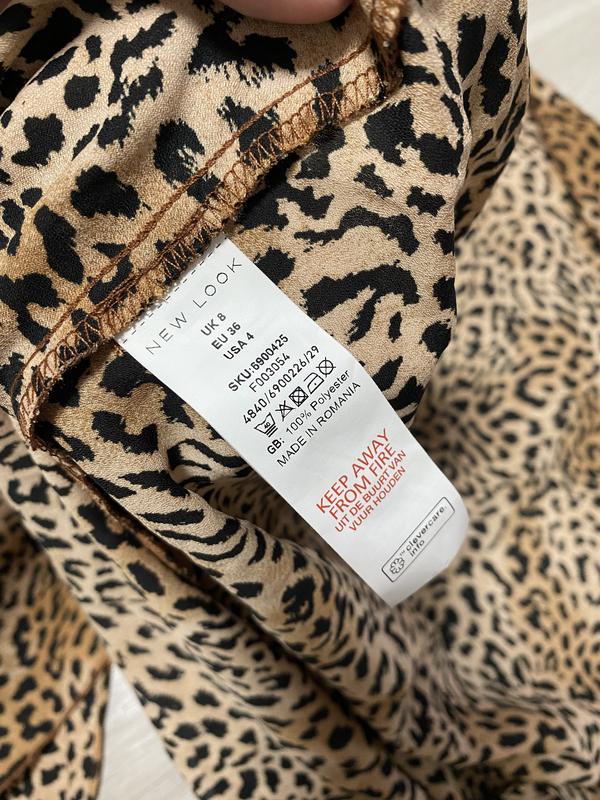 NEW LOOK
UK 8
EU 36
USA 4
SKU:6900425
F003054
4840/6900226/29
GB: 100% Polyester
MADE IN ROMANIA
KEEP AWAY
FROM FIRE
UIT DE BUURT VAN
VUUR HOUDEN
™clevercare.
info